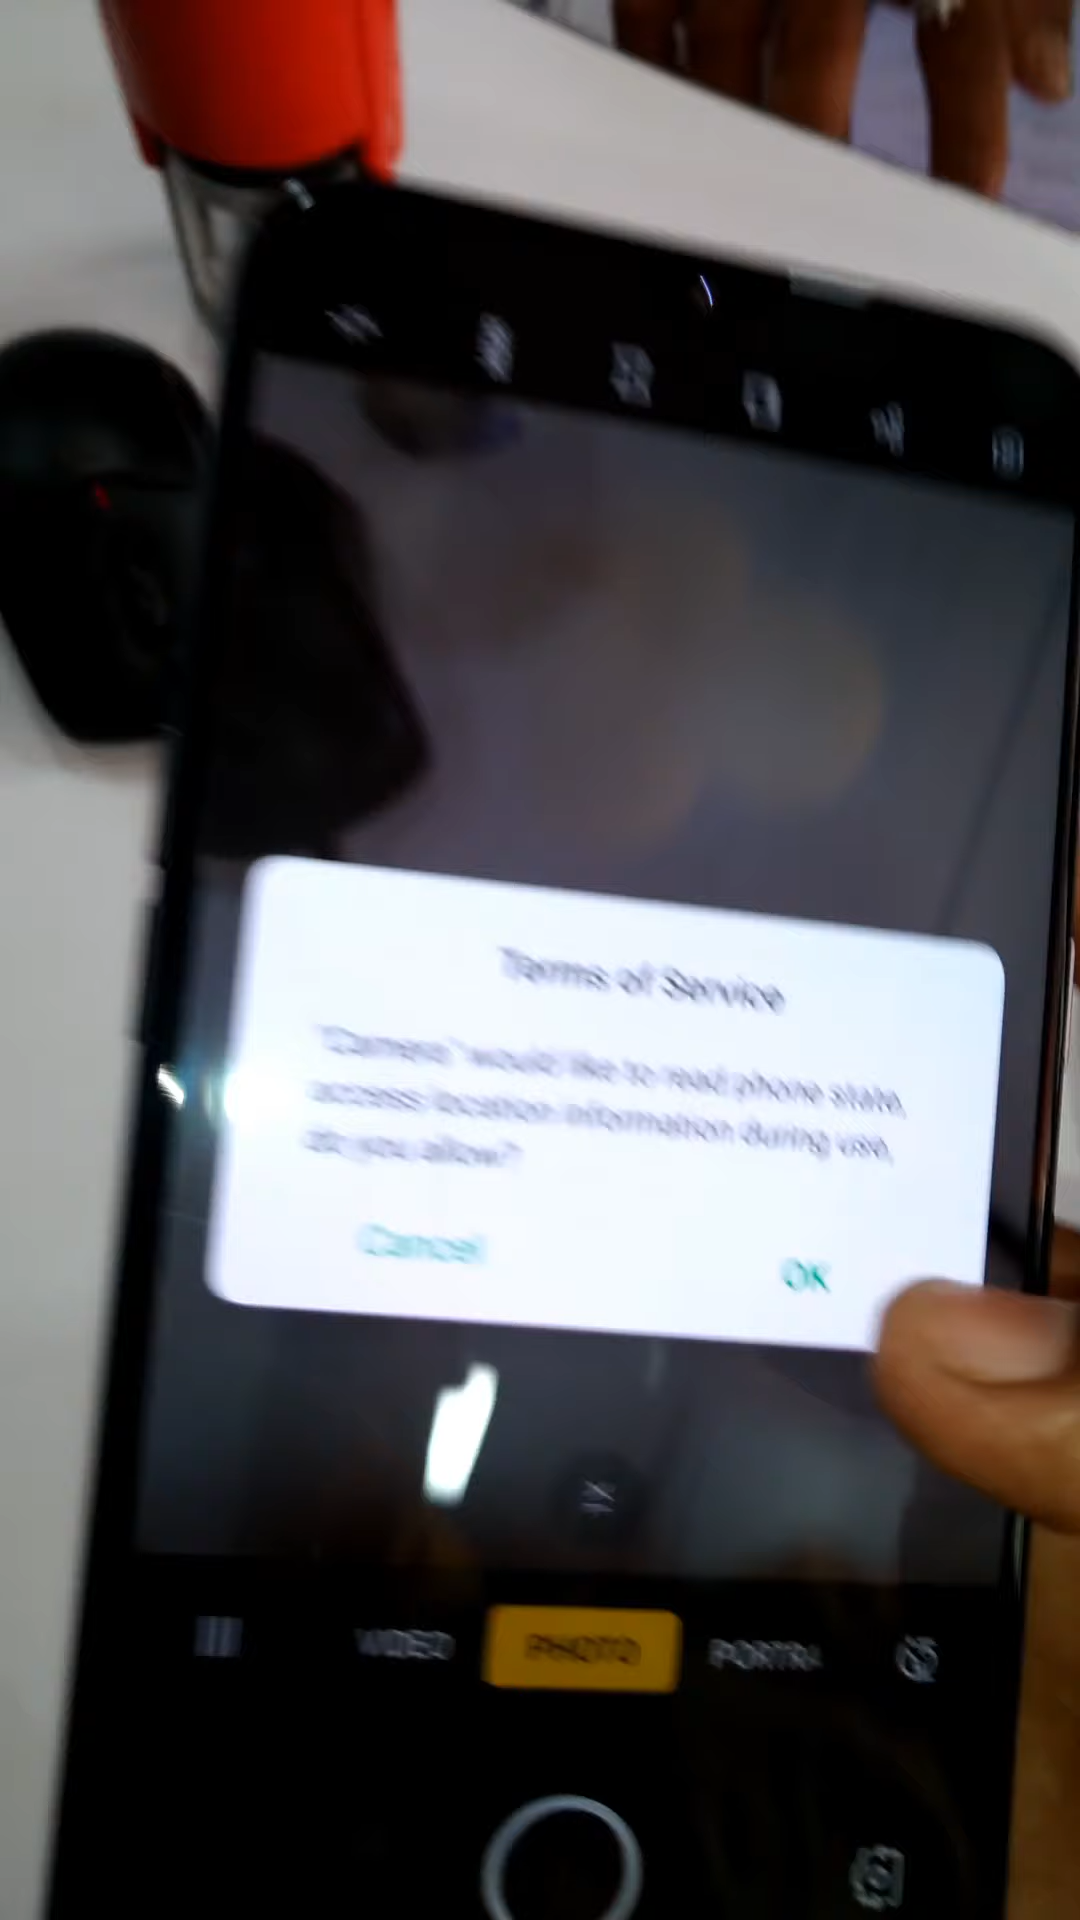 Terms of Service
"Camera" would like to read phone state,
access location information during use,
do you allow?
Cancel
OK
VIDEO
PHOTO
PORTRA